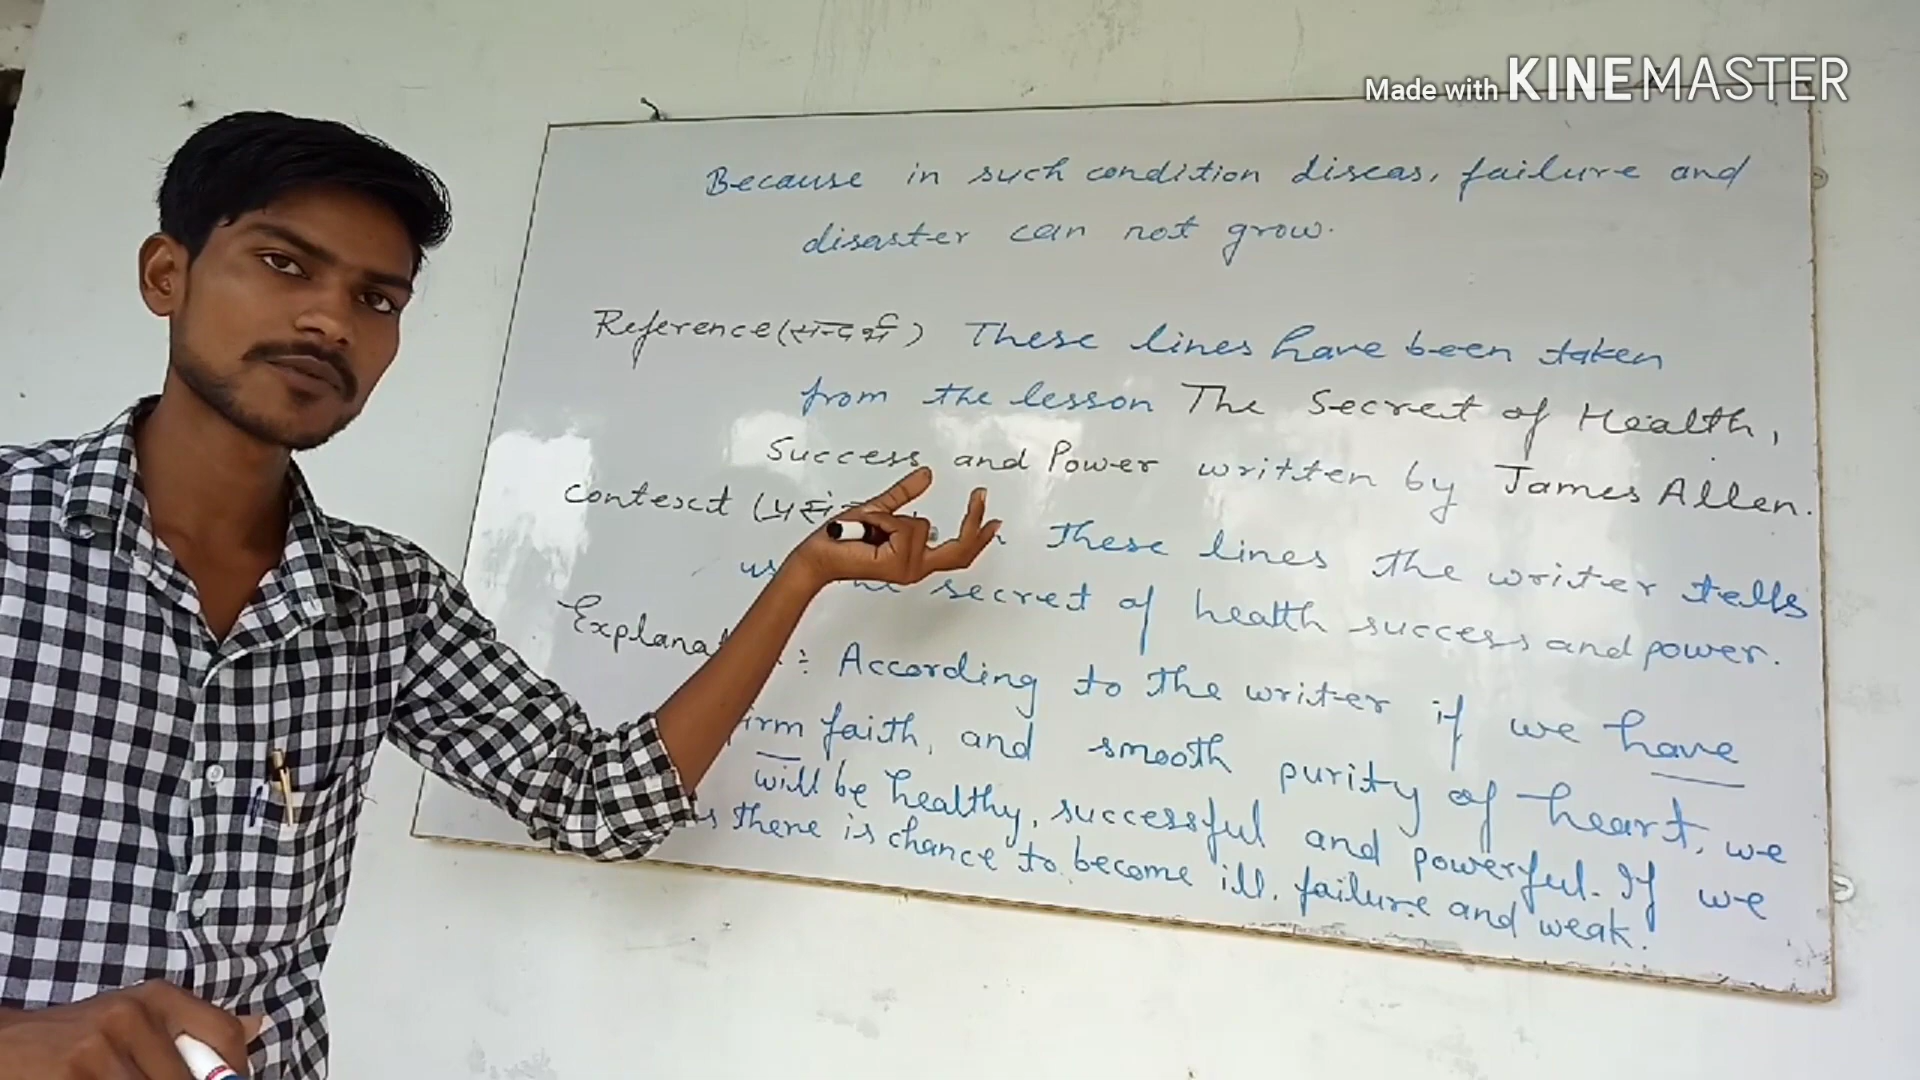 Made with KINEMASTER
Because in such condition diseas, failure and
disaster can not grow.
Reference (सन्दर्भ) These lines have been taken
from the lesson The Secret of Health,
Success and Power written by James Allen.
context These lines the writer tells
us secret of health success and power.
According to the writer if we have
faith, and smooth purity of heart, we
will be healthy, successful and powerful. If we
there is chance to become ill, failure and weak.